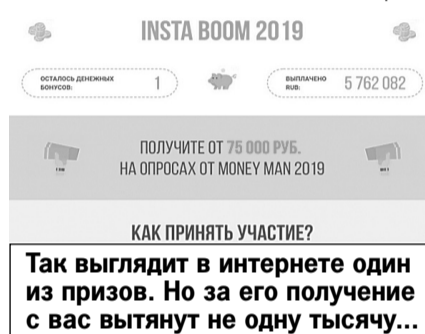 INSTA BOOM 2019
ОСТАЛОСЬ ДЕНЕЖНЫХ
БОНУСОВ:
1
ВЫПЛАЧЕНО
RUB:
5 762 082
ПОЛУЧИТЕ ОТ 75 000 РУБ.
НА ОПРОСАХ ОТ MONEY MAN 2019
КАК ПРИНЯТЬ УЧАСТИЕ?
Так выглядит в интернете один
из призов. Но за его получение
с вас вытянут не одну тысячу...